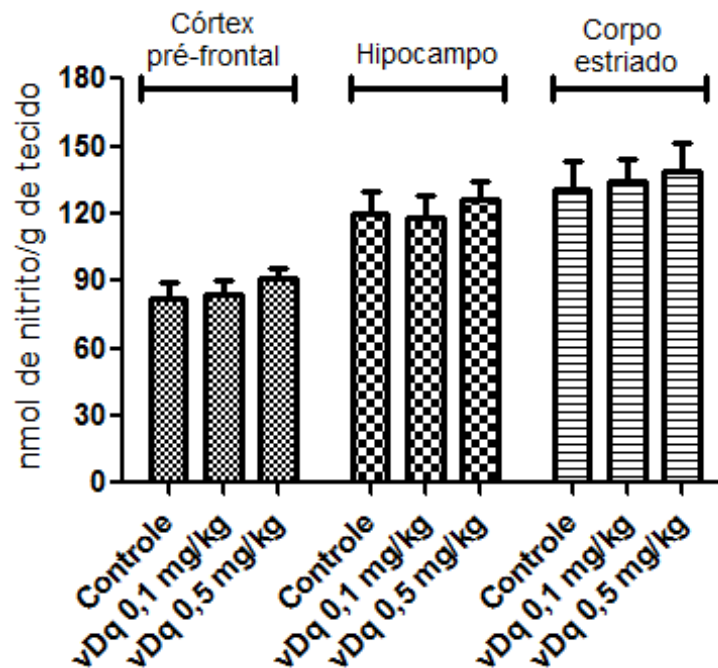 Córtex
pré-frontal
Hipocampo
Corpo
estriado
nmol de nitrito/g de tecido
180
150
120
90
60
30
0
Controle
vDq 0,1 mg/kg
vDq 0,5 mg/kg
Controle
vDq 0,1 mg/kg
vDq 0,5 mg/kg
Controle
vDq 0,1 mg/kg
vDq 0,5 mg/kg